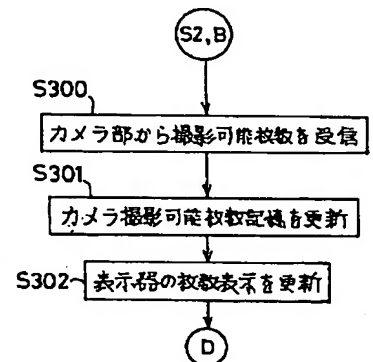 S2,B
S300
カメラ部から撮影可能枚数を受信
S301
カメラ撮影可能枚数記憶を更新
S302
表示器の枚数表示を更新
D